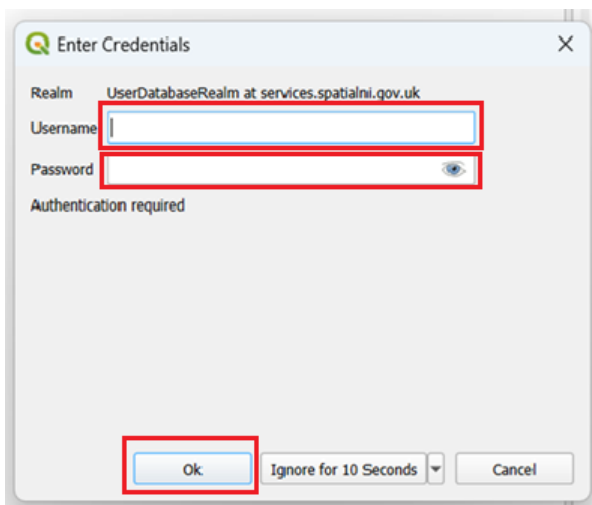 Enter Credentials
Realm UserDatabaseRealm at services.spatialni.gov.uk
Username
Password
Authentication required
Ok Ignore for 10 Seconds Cancel